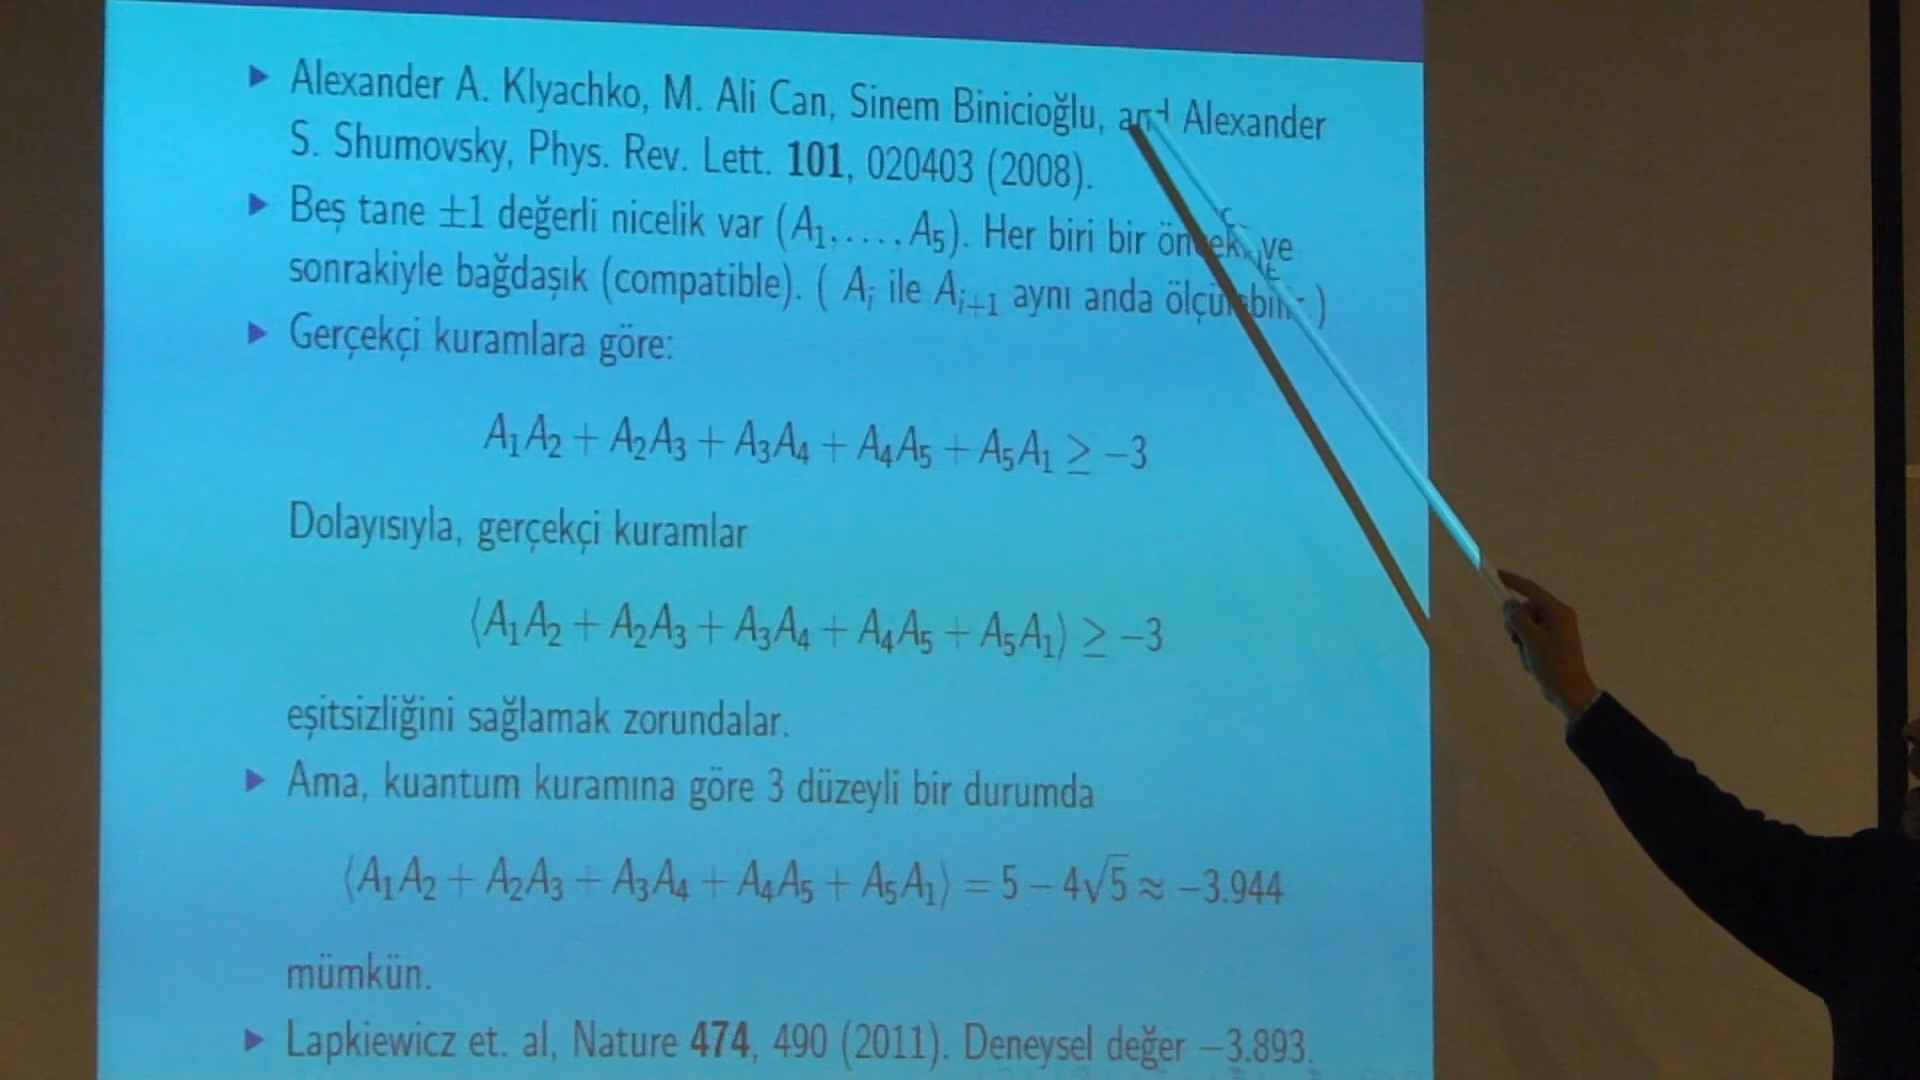 Alexander A. Klyachko, M. Ali Can, Sinem Binicioğlu, and Alexander
S. Shumovsky, Phys. Rev. Lett. 101, 020403 (2008).
Beş tane ±1 değerli nicelik var (A₁, . . . , A₅). Her biri bir önceki ve
sonrakiyle bağdaşık (compatible). ( Aᵢ ile Aᵢ₊₁ aynı anda ölçülebilir.)
Gerçekçi kuramlara göre:
A₁A₂ + A₂A₃ + A₃A₄ + A₄A₅ + A₅A₁ ≥ −3
Dolayısıyla, gerçekçi kuramlar
⟨A₁A₂ + A₂A₃ + A₃A₄ + A₄A₅ + A₅A₁⟩ ≥ −3
eşitsizliğini sağlamak zorundalar.
Ama, kuantum kuramına göre 3 düzeyli bir durumda
⟨A₁A₂ + A₂A₃ + A₃A₄ + A₄A₅ + A₅A₁⟩ = 5 − 4√5 ≈ −3.944
mümkün.
Lapkiewicz et. al, Nature 474, 490 (2011). Deneysel değer −3.893.